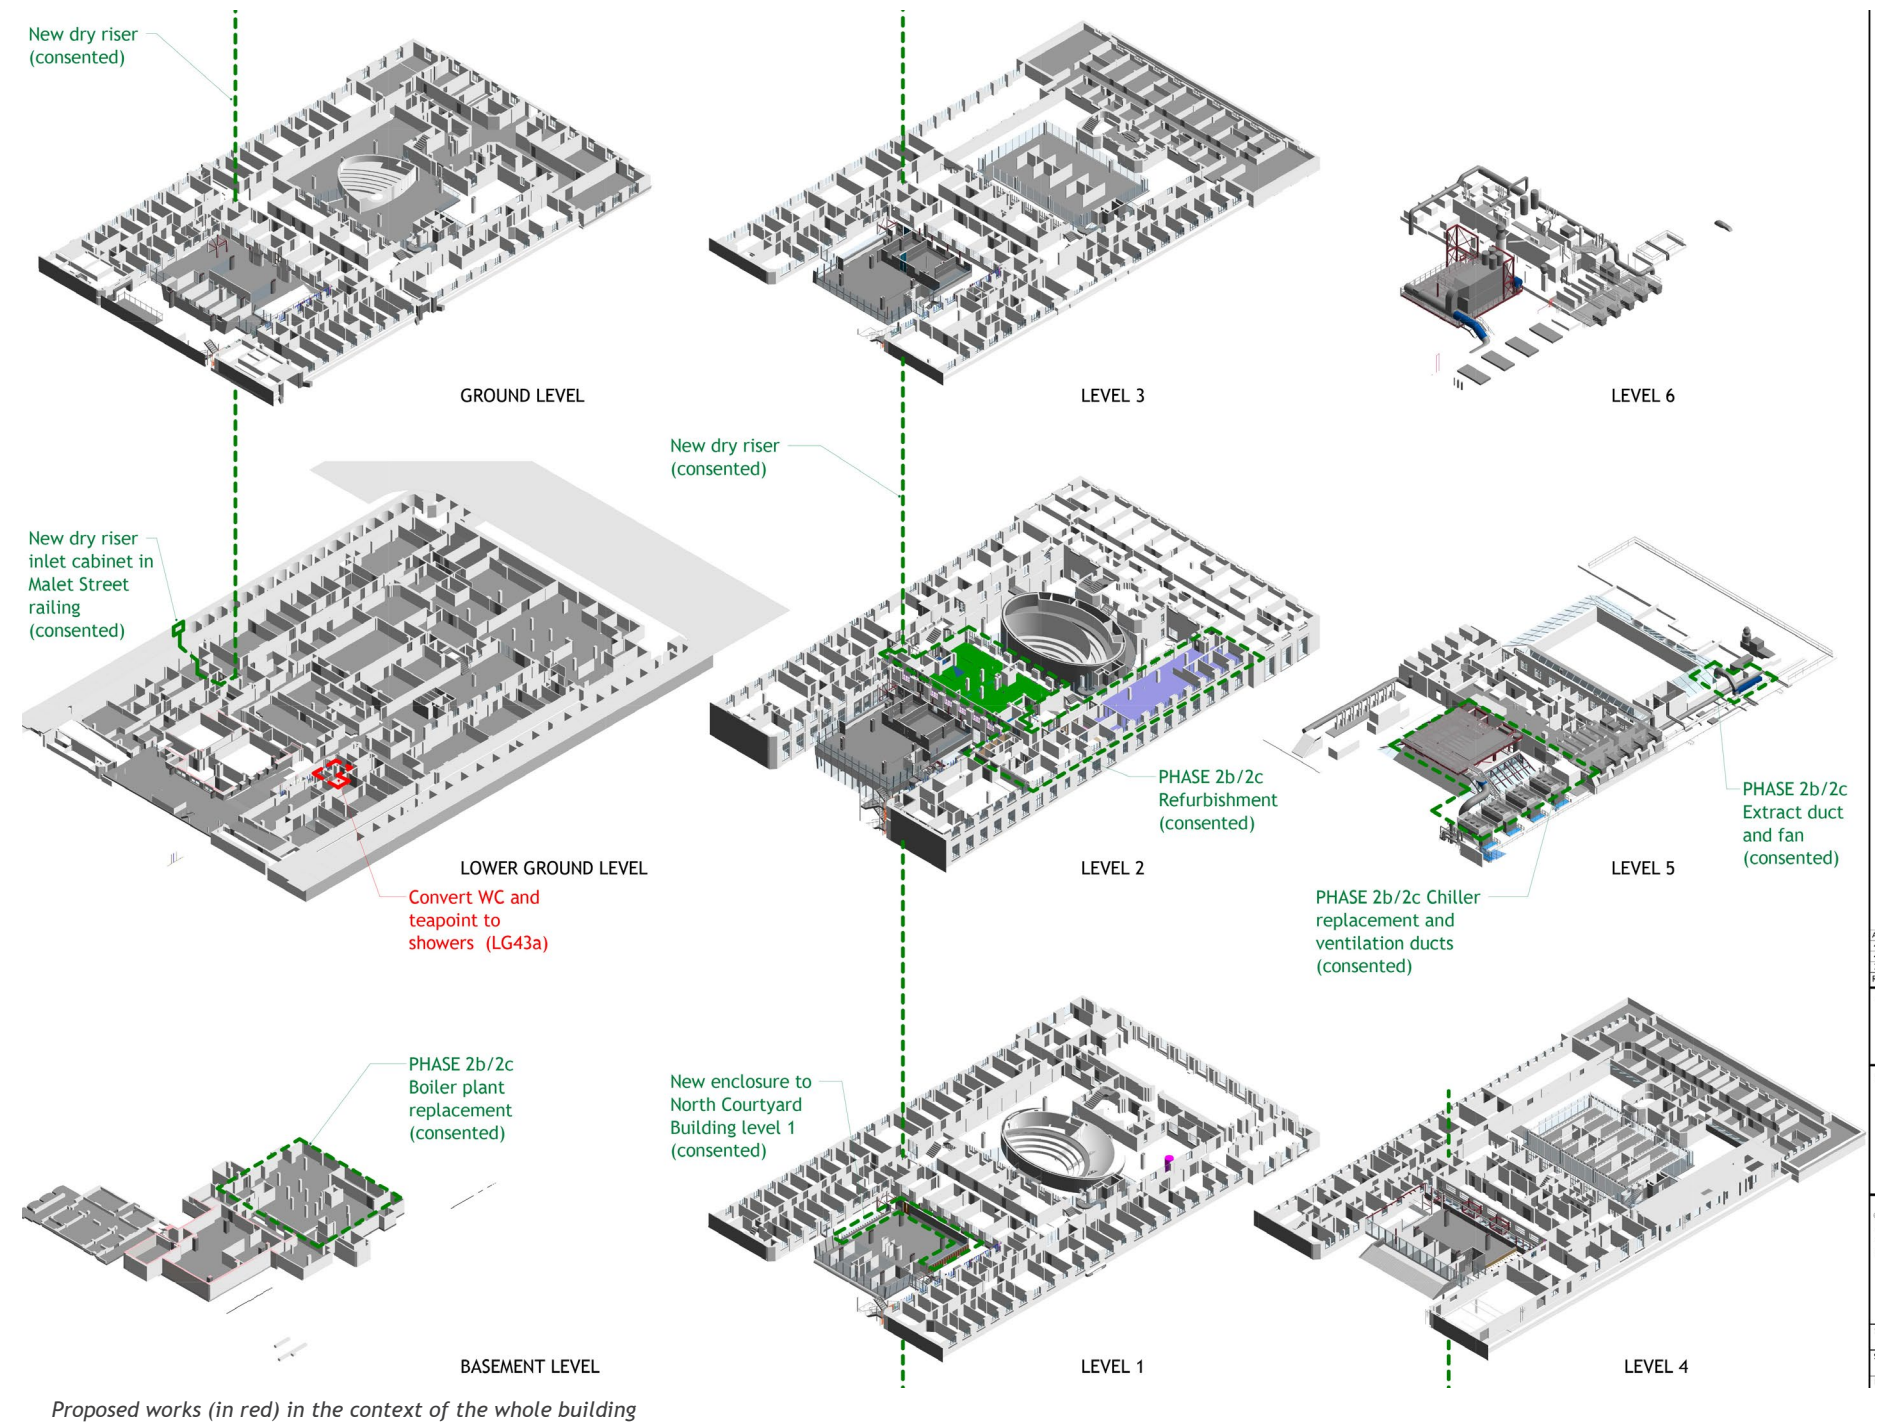 New dry riser
(consented)
GROUND LEVEL
LEVEL 3
LEVEL 6
New dry riser
(consented)
New dry riser
inlet cabinet in
Malet Street
railing
(consented)
PHASE 2b/2c
Refurbishment
(consented)
PHASE 2b/2c
Extract duct
and fan
(consented)
LOWER GROUND LEVEL
LEVEL 2
LEVEL 5
Convert WC and
teapoint to
showers (LG43a)
PHASE 2b/2c Chiller
replacement and
ventilation ducts
(consented)
PHASE 2b/2c
Boiler plant
replacement
(consented)
New enclosure to
North Courtyard
Building level 1
(consented)
BASEMENT LEVEL
LEVEL 1
LEVEL 4
Proposed works (in red) in the context of the whole building